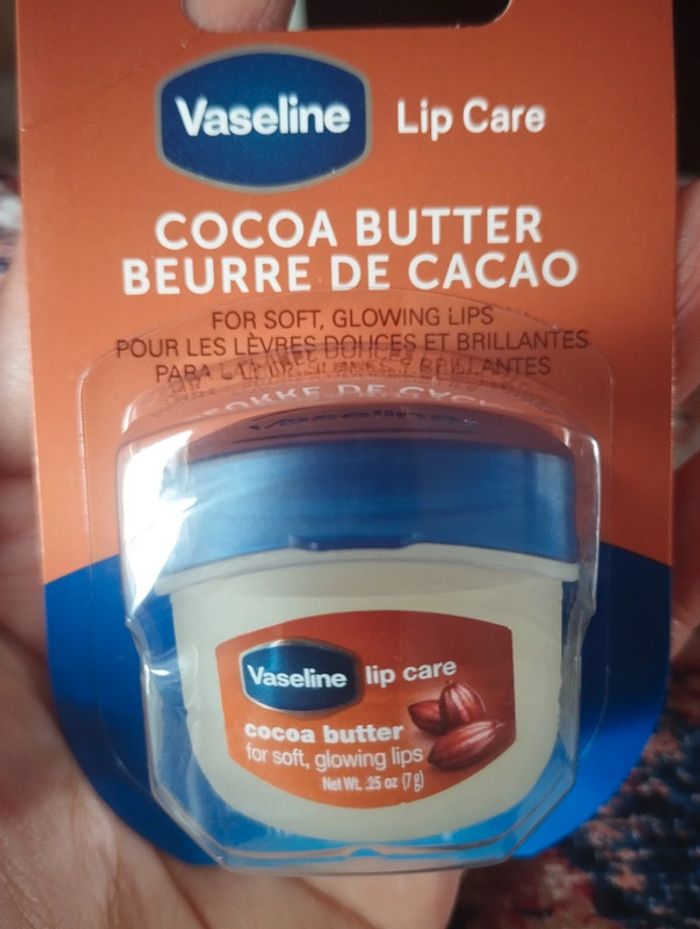 Vaseline Lip Care
COCOA BUTTER
BEURRE DE CACAO
FOR SOFT, GLOWING LIPS
POUR LES LÈVRES DOUCES ET BRILLANTES
PARA
Vaseline lip care
cocoa butter
for soft, glowing lips
Net Wt. .25 oz (7 g)